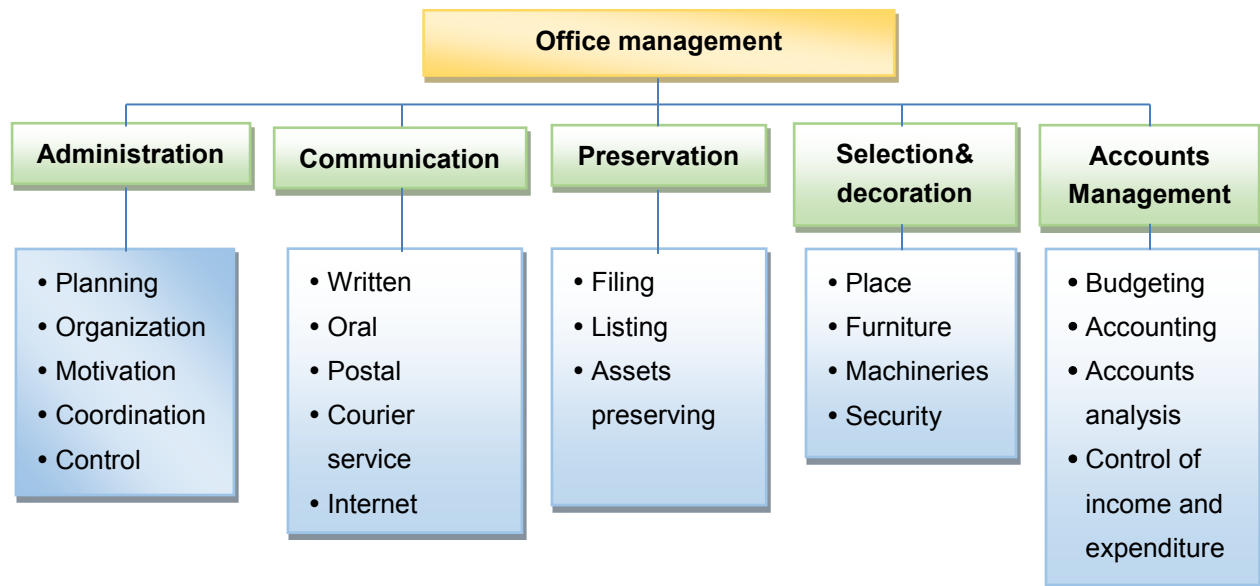 Office management
Administration
• Planning
• Organization
• Motivation
• Coordination
• Control
Communication
• Written
• Oral
• Postal
• Courier
service
• Internet
Preservation
• Filing
• Listing
• Assets
preserving
Selection&
decoration
• Place
• Furniture
• Machineries
• Security
Accounts
Management
• Budgeting
• Accounting
• Accounts
analysis
• Control of
income and
expenditure